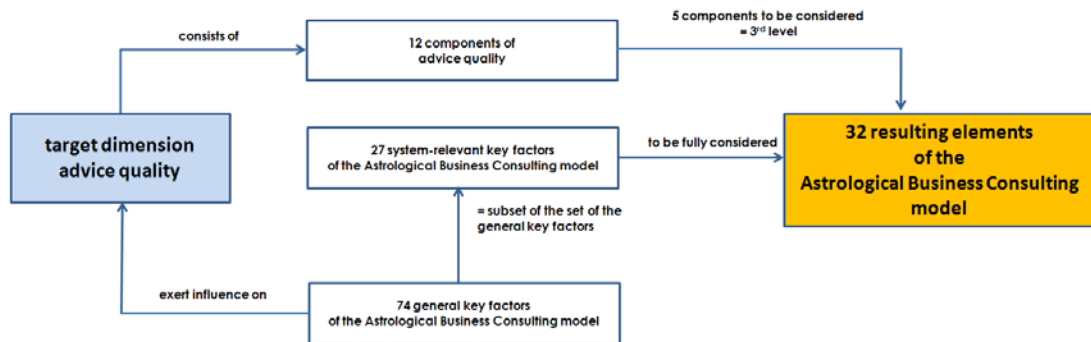 5 components to be considered
= 3rd level
consists of
12 components of
advice quality
target dimension
advice quality
27 system-relevant key factors
of the Astrological Business Consulting model
to be fully considered
32 resulting elements
of the
Astrological Business Consulting
model
= subset of the set of the
general key factors
exert influence on
74 general key factors
of the Astrological Business Consulting model